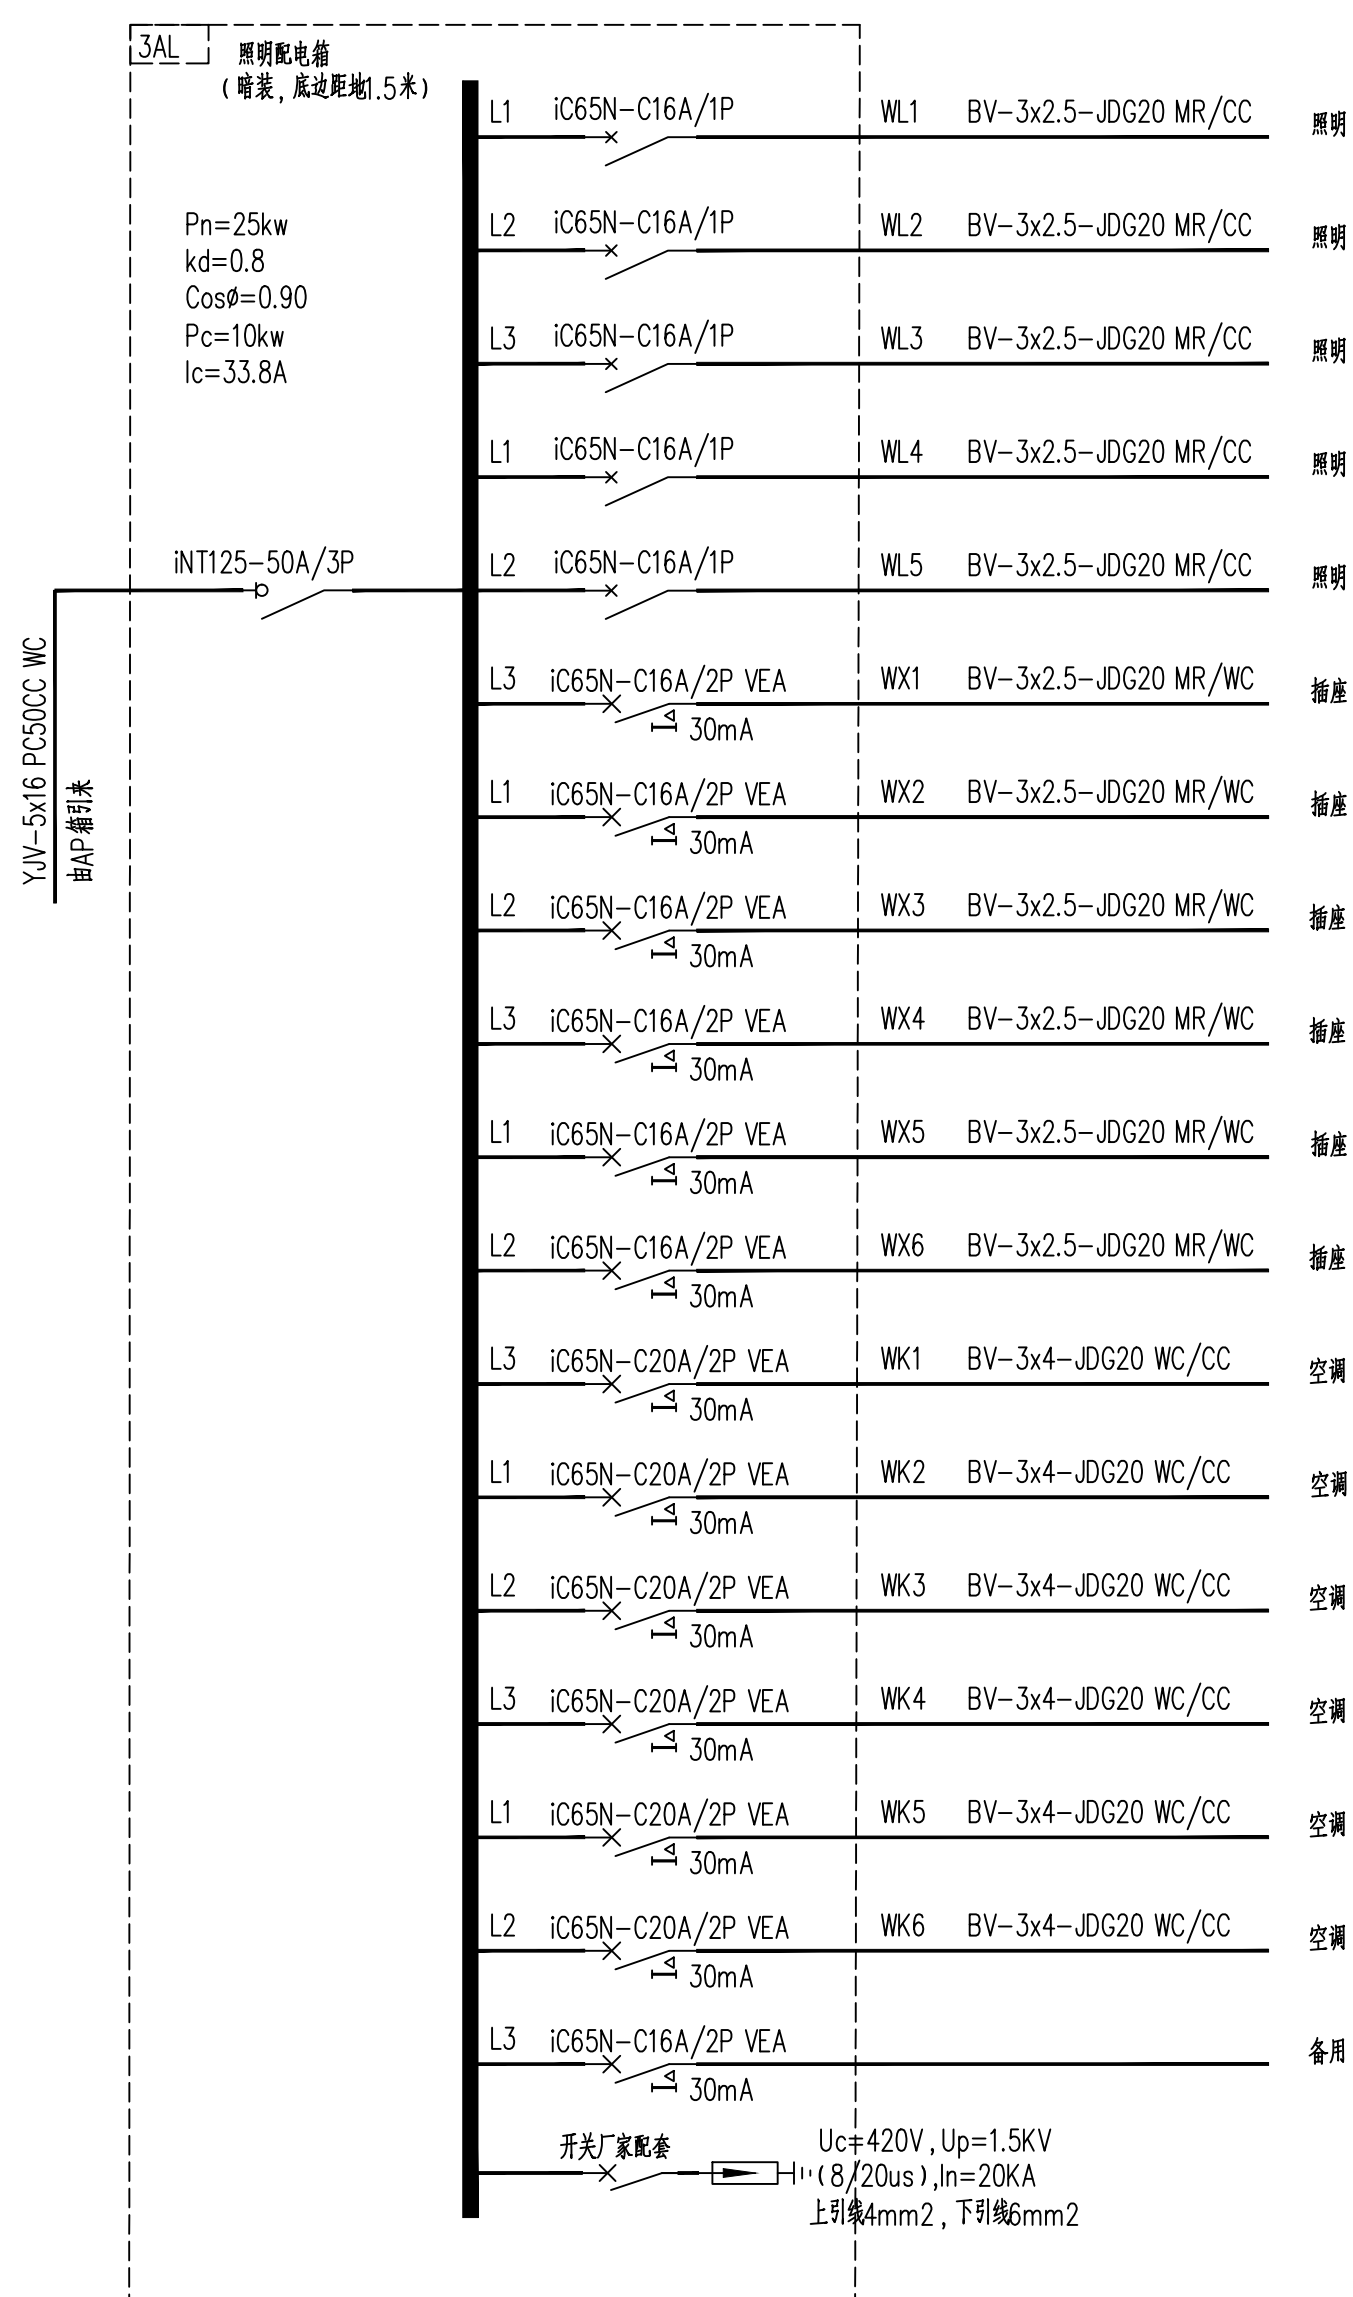 3AL
照明配电箱
(暗装, 底边距地1.5米)
Pn=25kw
kd=0.8
CosØ=0.90
Pc=10kw
Ic=33.8A
iNT125-50A/3P
YJV-5x16 PC50CC WC
由AP箱引来
L1 iC65N-C16A/1P WL1 BV-3x2.5-JDG20 MR/CC 照明
L2 iC65N-C16A/1P WL2 BV-3x2.5-JDG20 MR/CC 照明
L3 iC65N-C16A/1P WL3 BV-3x2.5-JDG20 MR/CC 照明
L1 iC65N-C16A/1P WL4 BV-3x2.5-JDG20 MR/CC 照明
L2 iC65N-C16A/1P WL5 BV-3x2.5-JDG20 MR/CC 照明
L3 iC65N-C16A/2P VEA WX1 BV-3x2.5-JDG20 MR/WC 插座
30mA
L1 iC65N-C16A/2P VEA WX2 BV-3x2.5-JDG20 MR/WC 插座
30mA
L2 iC65N-C16A/2P VEA WX3 BV-3x2.5-JDG20 MR/WC 插座
30mA
L3 iC65N-C16A/2P VEA WX4 BV-3x2.5-JDG20 MR/WC 插座
30mA
L1 iC65N-C16A/2P VEA WX5 BV-3x2.5-JDG20 MR/WC 插座
30mA
L2 iC65N-C16A/2P VEA WX6 BV-3x2.5-JDG20 MR/WC 插座
30mA
L3 iC65N-C20A/2P VEA WK1 BV-3x4-JDG20 WC/CC 空调
30mA
L1 iC65N-C20A/2P VEA WK2 BV-3x4-JDG20 WC/CC 空调
30mA
L2 iC65N-C20A/2P VEA WK3 BV-3x4-JDG20 WC/CC 空调
30mA
L3 iC65N-C20A/2P VEA WK4 BV-3x4-JDG20 WC/CC 空调
30mA
L1 iC65N-C20A/2P VEA WK5 BV-3x4-JDG20 WC/CC 空调
30mA
L2 iC65N-C20A/2P VEA WK6 BV-3x4-JDG20 WC/CC 空调
30mA
L3 iC65N-C16A/2P VEA 备用
30mA
开关厂家配套
Uc=420V,Up=1.5KV
(8/20us),In=20KA
上引线4mm2, 下引线6mm2